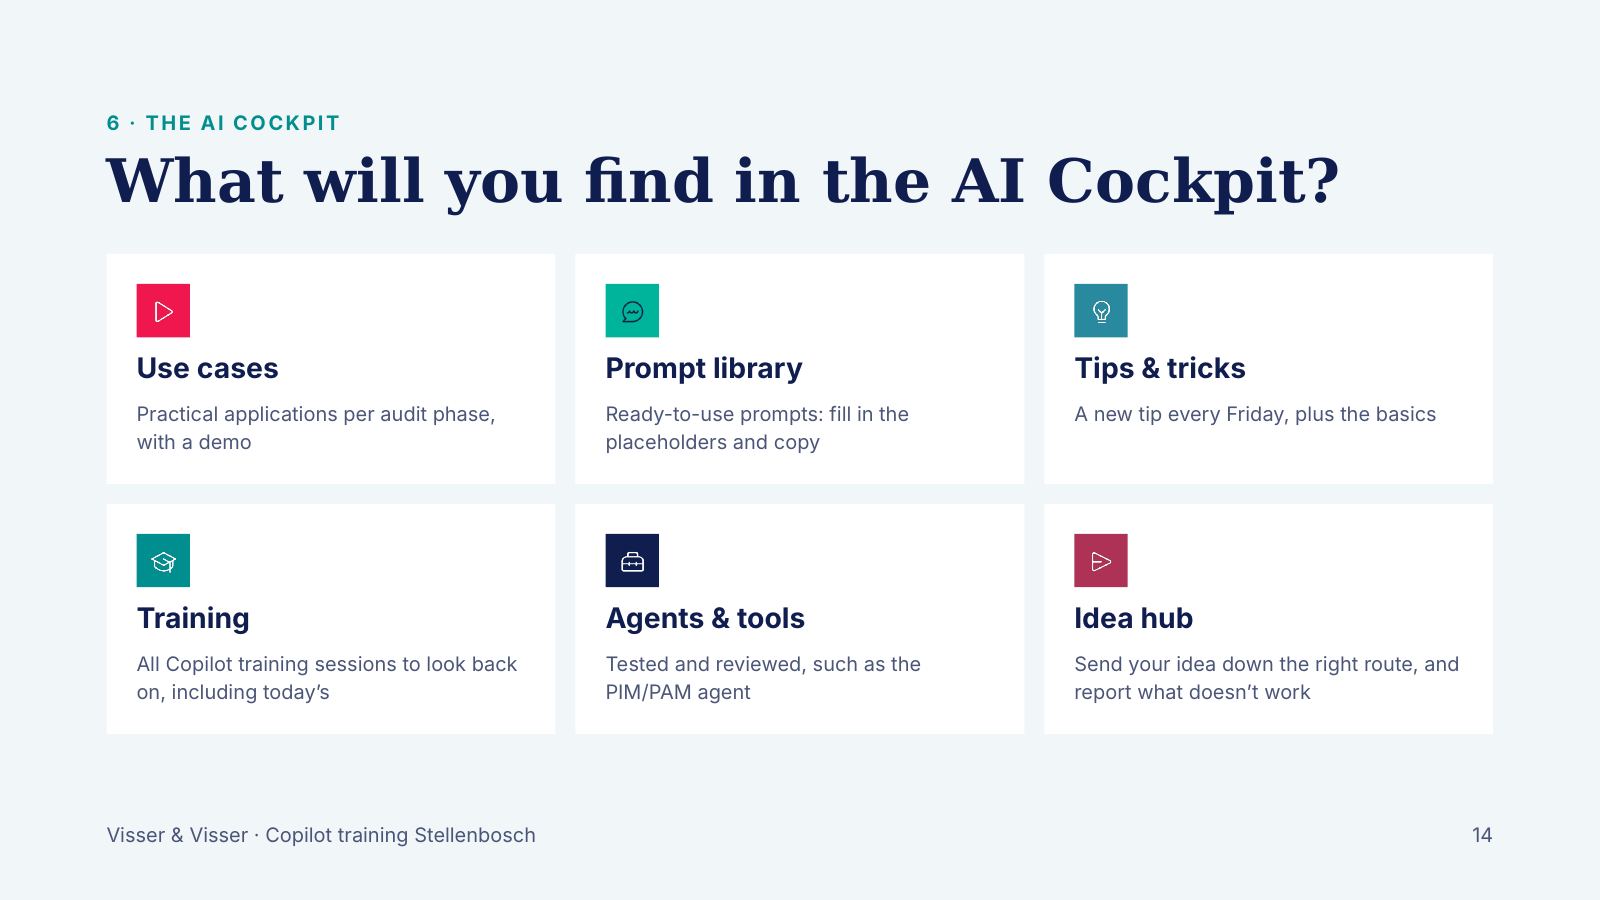 6 · THE AI COCKPIT
What will you find in the AI Cockpit?
Use cases
Practical applications per audit phase,
with a demo
Prompt library
Ready-to-use prompts: fill in the
placeholders and copy
Tips & tricks
A new tip every Friday, plus the basics
Training
All Copilot training sessions to look back
on, including today’s
Agents & tools
Tested and reviewed, such as the
PIM/PAM agent
Idea hub
Send your idea down the right route, and
report what doesn’t work
Visser & Visser · Copilot training Stellenbosch
14